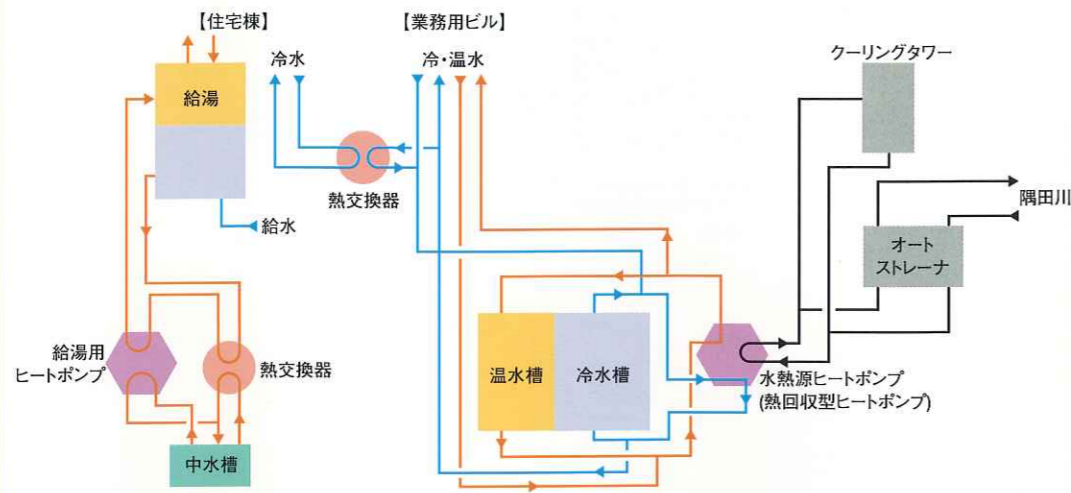 【住宅棟】
【業務用ビル】
冷水
冷・温水
クーリングタワー
給湯
熱交換器
隅田川
給水
オート
ストレーナ
給湯用
ヒートポンプ
熱交換器
温水槽
冷水槽
水熱源ヒートポンプ
(熱回収型ヒートポンプ)
中水槽